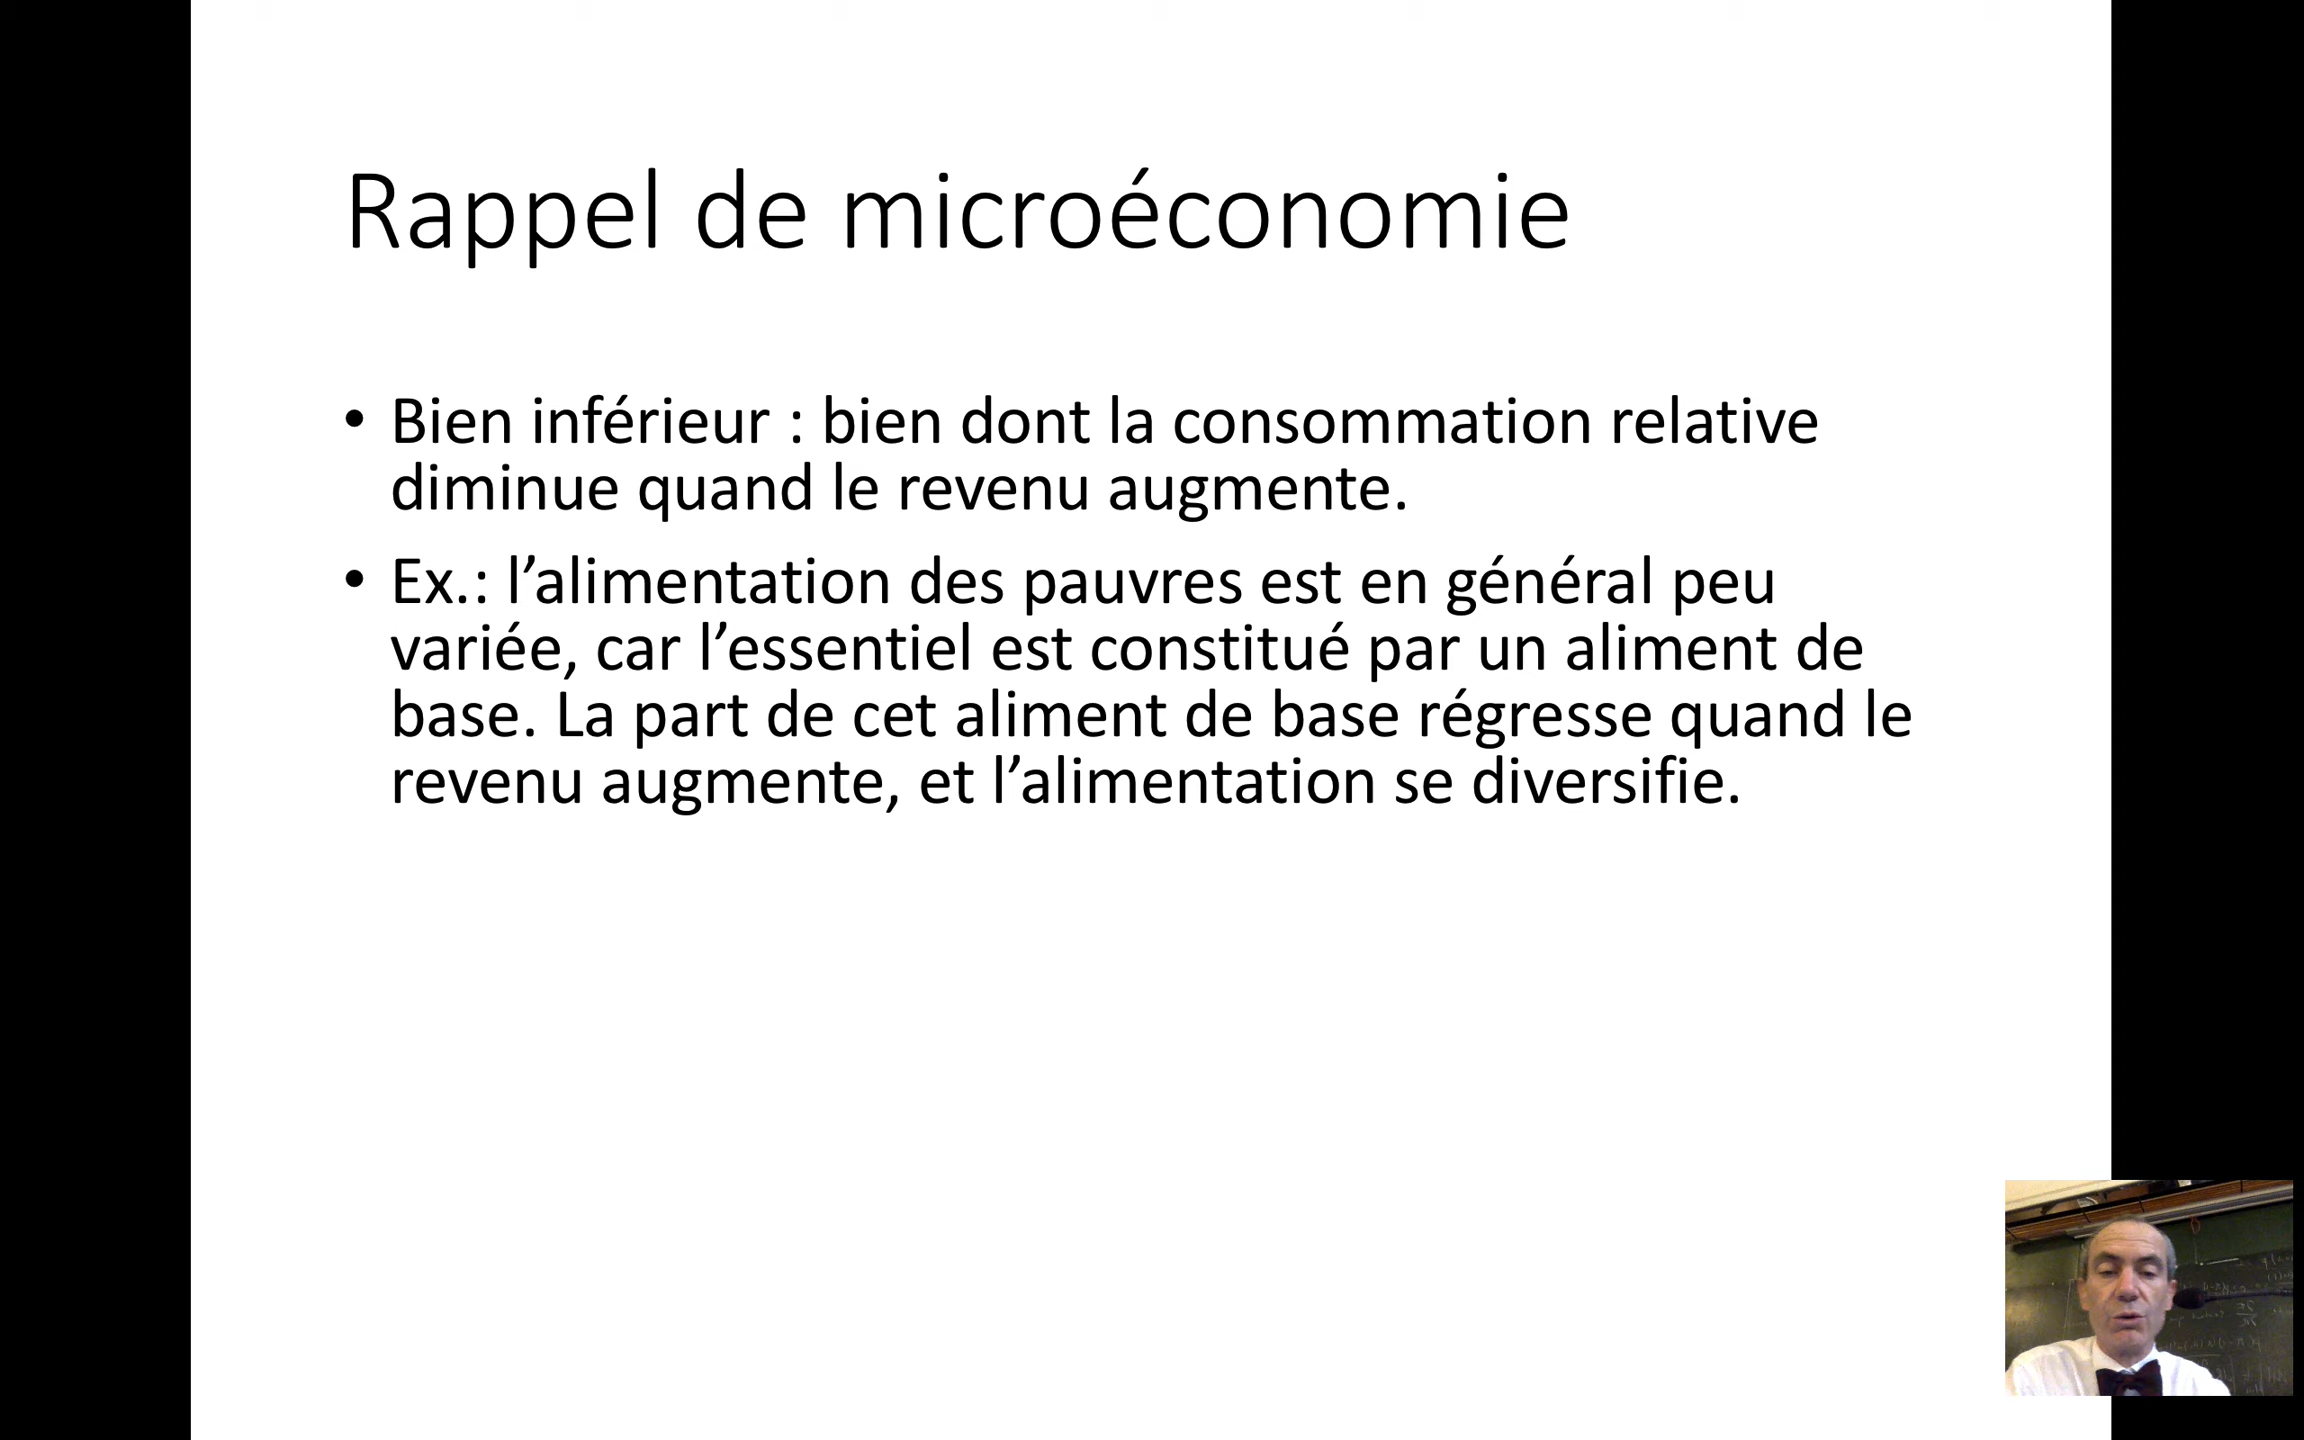 Rappel de microéconomie
• Bien inférieur : bien dont la consommation relative
diminue quand le revenu augmente.
• Ex.: l’alimentation des pauvres est en général peu
variée, car l’essentiel est constitué par un aliment de
base. La part de cet aliment de base régresse quand le
revenu augmente, et l’alimentation se diversifie.